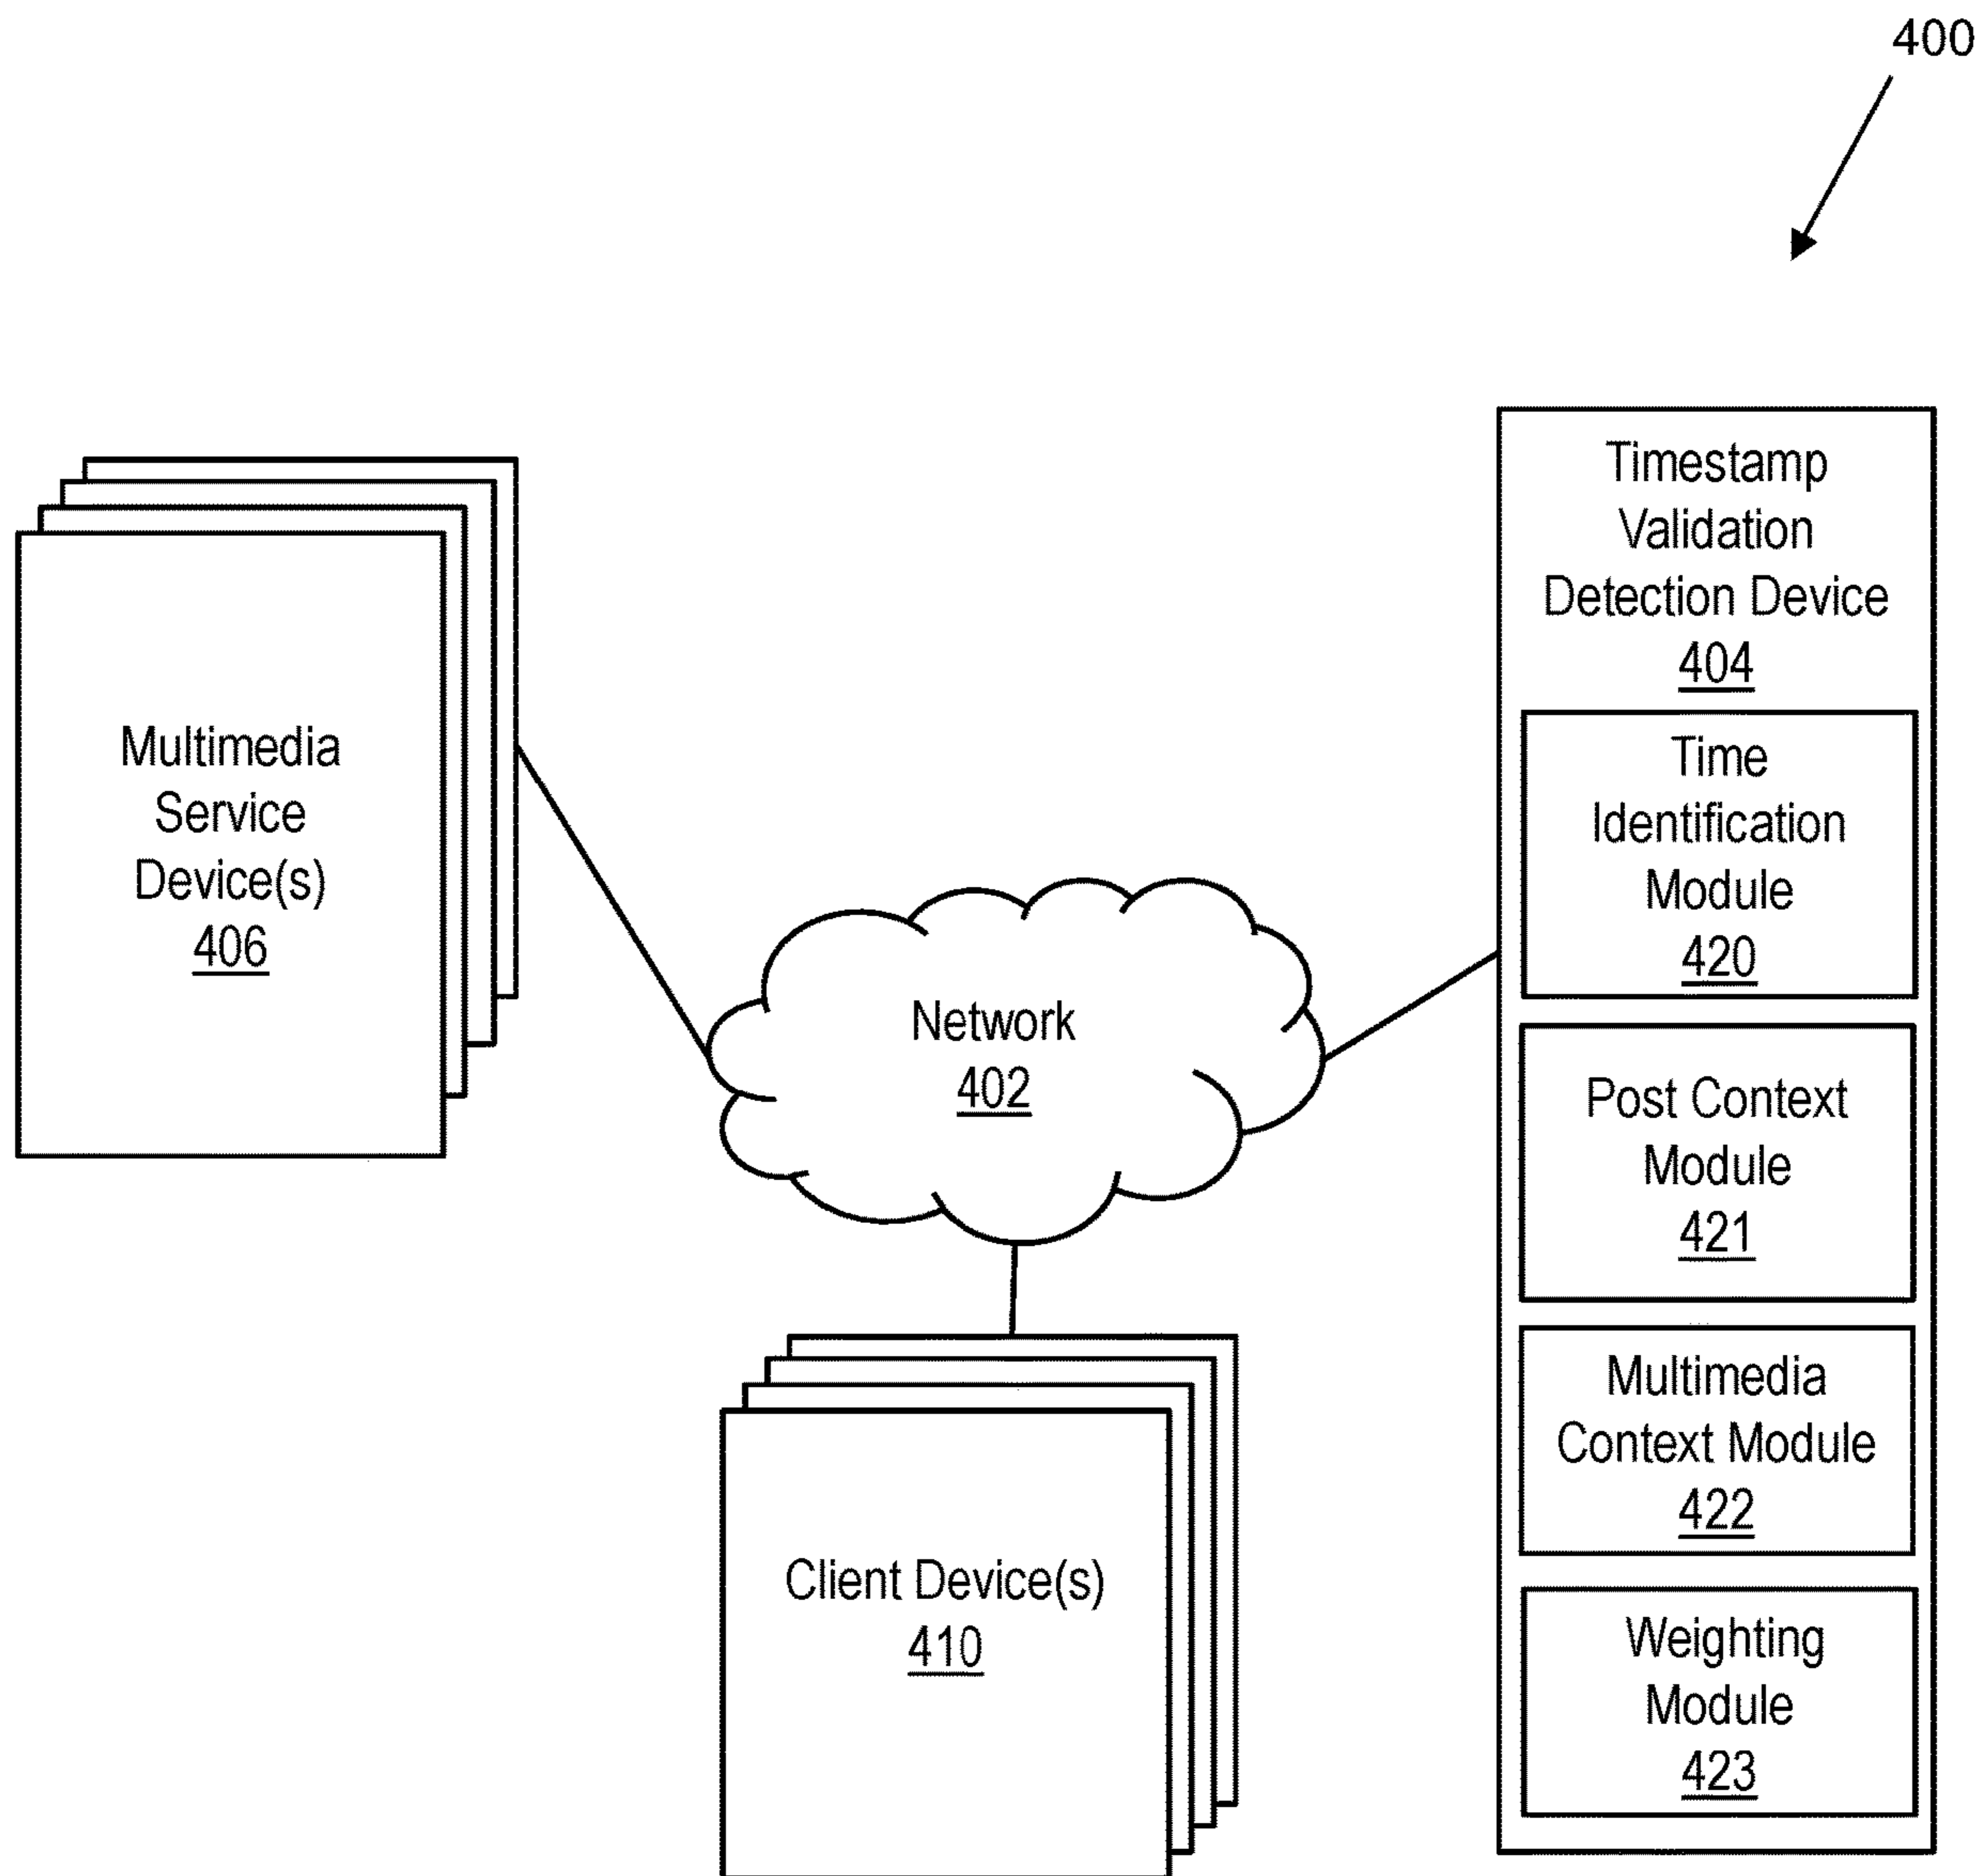 400
Multimedia
Service
Device(s)
406
Network
402
Client Device(s)
410
Timestamp
Validation
Detection Device
404
Time
Identification
Module
420
Post Context
Module
421
Multimedia
Context Module
422
Weighting
Module
423